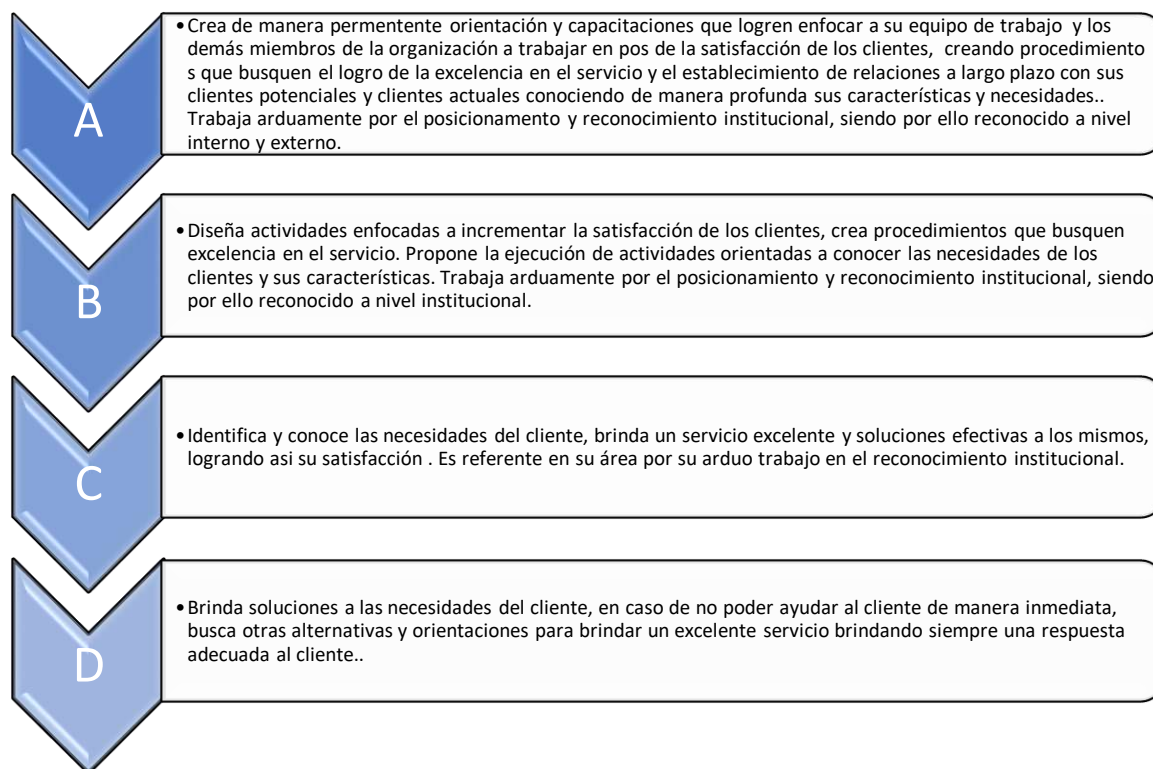 A
•Crea de manera permentente orientación y capacitaciones que logren enfocar a su equipo de trabajo y los
demás miembros de la organización a trabajar en pos de la satisfacción de los clientes, creando procedimiento
s que busquen el logro de la excelencia en el servicio y el establecimiento de relaciones a largo plazo con sus
clientes potenciales y clientes actuales conociendo de manera profunda sus características y necesidades..
Trabaja arduamente por el posicionamento y reconocimiento institucional, siendo por ello reconocido a nivel
interno y externo.
B
•Diseña actividades enfocadas a incrementar la satisfacción de los clientes, crea procedimientos que busquen
excelencia en el servicio. Propone la ejecución de actividades orientadas a conocer las necesidades de los
clientes y sus características. Trabaja arduamente por el posicionamiento y reconocimiento institucional, siendo
por ello reconocido a nivel institucional.
C
•Identifica y conoce las necesidades del cliente, brinda un servicio excelente y soluciones efectivas a los mismos,
logrando asi su satisfacción . Es referente en su área por su arduo trabajo en el reconocimiento institucional.
D
•Brinda soluciones a las necesidades del cliente, en caso de no poder ayudar al cliente de manera inmediata,
busca otras alternativas y orientaciones para brindar un excelente servicio brindando siempre una respuesta
adecuada al cliente..